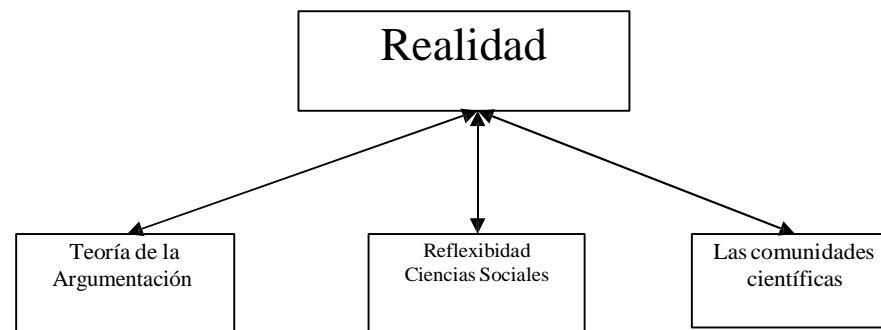 Realidad
Teoría de la
Argumentación
Reflexibidad
Ciencias Sociales
Las comunidades
científicas